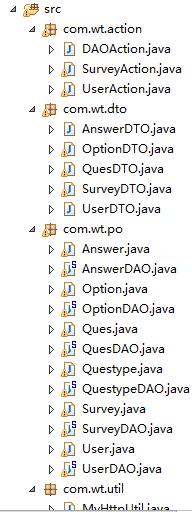 src
com.wt.action
DAOAction.java
SurveyAction.java
UserAction.java
com.wt.dto
AnswerDTO.java
OptionDTO.java
QuesDTO.java
SurveyDTO.java
UserDTO.java
com.wt.po
Answer.java
AnswerDAO.java
Option.java
OptionDAO.java
Ques.java
QuesDAO.java
Questype.java
QuestypeDAO.java
Survey.java
SurveyDAO.java
User.java
UserDAO.java
com.wt.util
MyHttpUtil.java